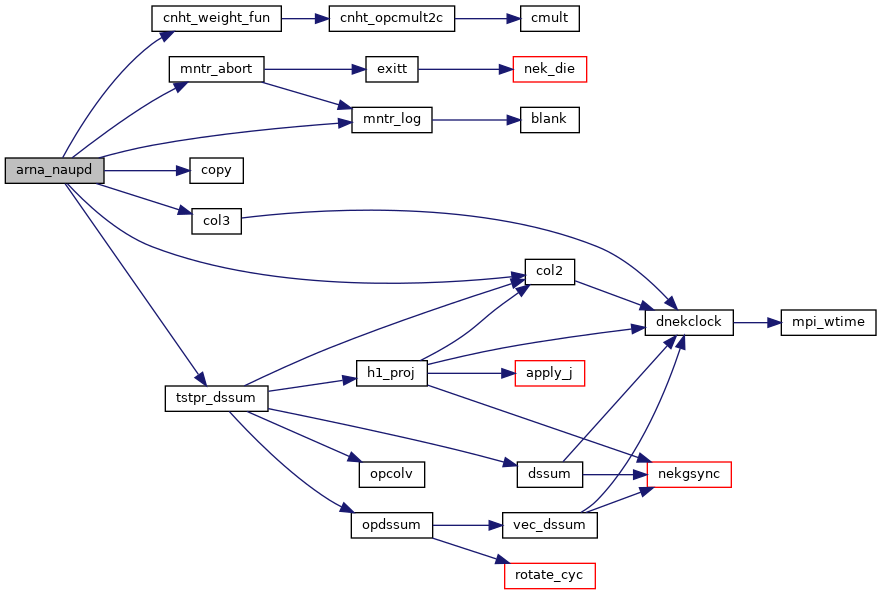 cnht_weight_fun
cnht_opcmult2c
cmult
mntr_abort
exitt
nek_die
mntr_log
blank
arna_naupd
copy
col3
col2
dnekclock
mpi_wtime
h1_proj
apply_j
tstpr_dssum
opcolv
dssum
nekgsync
opdssum
vec_dssum
rotate_cyc